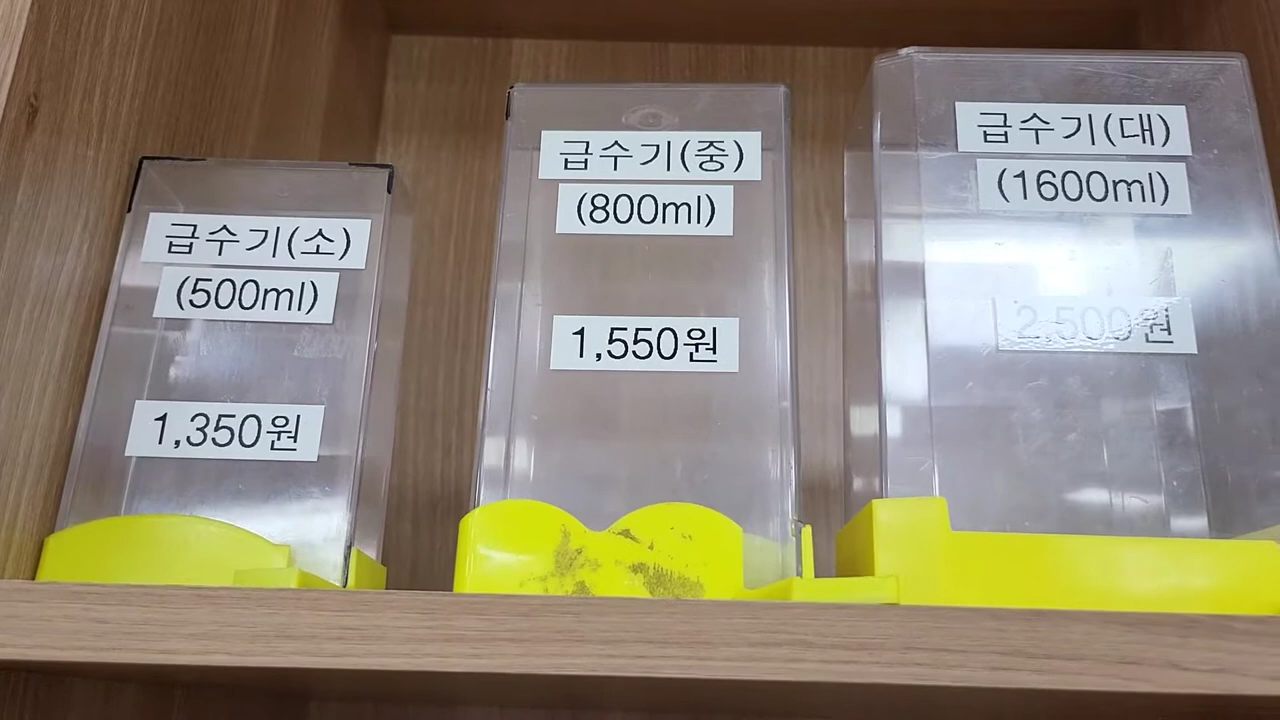 급수기(소)
(500ml)
1,350원
급수기(중)
(800ml)
1,550원
급수기(대)
(1600ml)
2,500원